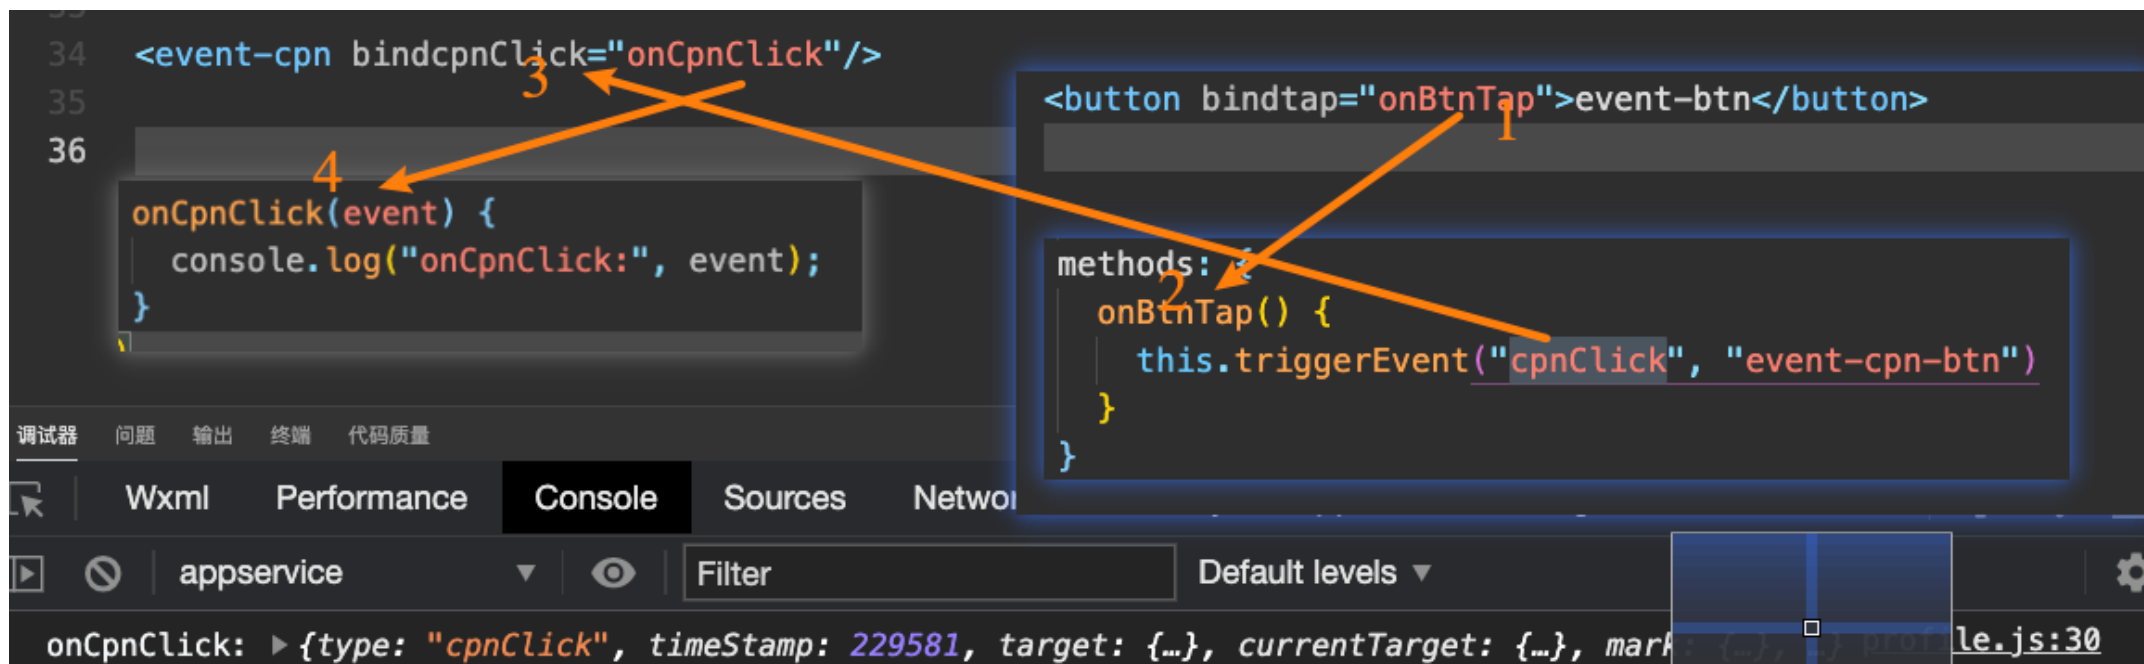 34 <event-cpn bindcpnClick="onCpnClick"/>
35
36
3
4
onCpnClick(event) {
console.log("onCpnClick:", event);
}
<button bindtap="onBtnTap">event-btn</button>
1
methods: {
2
onBtnTap() {
this.triggerEvent("cpnClick", "event-cpn-btn")
}
}
调试器 问题 输出 终端 代码质量
Wxml Performance Console Sources
appservice Filter Default levels
onCpnClick: {type: "cpnClick", timeStamp: 229581, target: {…}, currentTarget: {…}, mark: {…}, …} profile.js:30